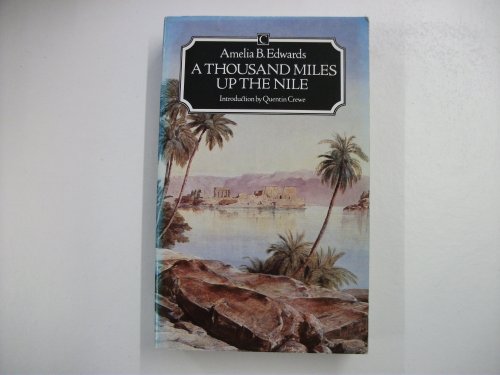 C
Amelia B. Edwards
A THOUSAND MILES
UP THE NILE
Introduction by Quentin Crewe